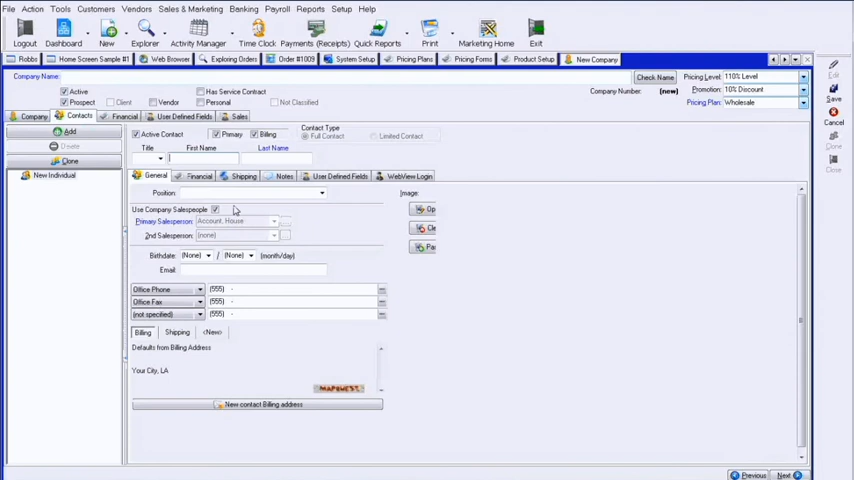 File Action Tools Customers Vendors Sales & Marketing Banking Payroll Reports Setup Help
Logout Dashboard New Explorer Activity Manager Time Clock Payments (Receipts) Quick Reports Print Marketing Home Exit
Robbi Home Screen Sample #1 Web Browser Exploring Orders Order #1009 System Setup Pricing Plans Pricing Forms Product Setup New Company
Company Name: Check Name Pricing Level: 110% Level Edit
Active Has Service Contract Company Number: (new) Promotion: 10% Discount
Prospect Client Vendor Personal Not Classified Pricing Plan: Wholesale Save
Company Contacts Financial User Defined Fields Sales Cancel
Add Active Contact Primary Billing Contact Type
Full Contact Limited Contact
Delete Title First Name Last Name Delete
Clone Clone
New Individual General Financial Shipping Notes User Defined Fields WebView Login
Position: Image:
Use Company Salespeople Op
Primary Salesperson: Account, House
Cle
2nd Salesperson: (none)
Pas
Birthdate: (None) / (None) (month/day)
Email:
Office Phone (555) -
Office Fax (555) -
(not specified) (555) -
Billing Shipping <New>
Defaults from Billing Address
Your City, LA
MAPQUEST
New contact Billing address
Previous Next